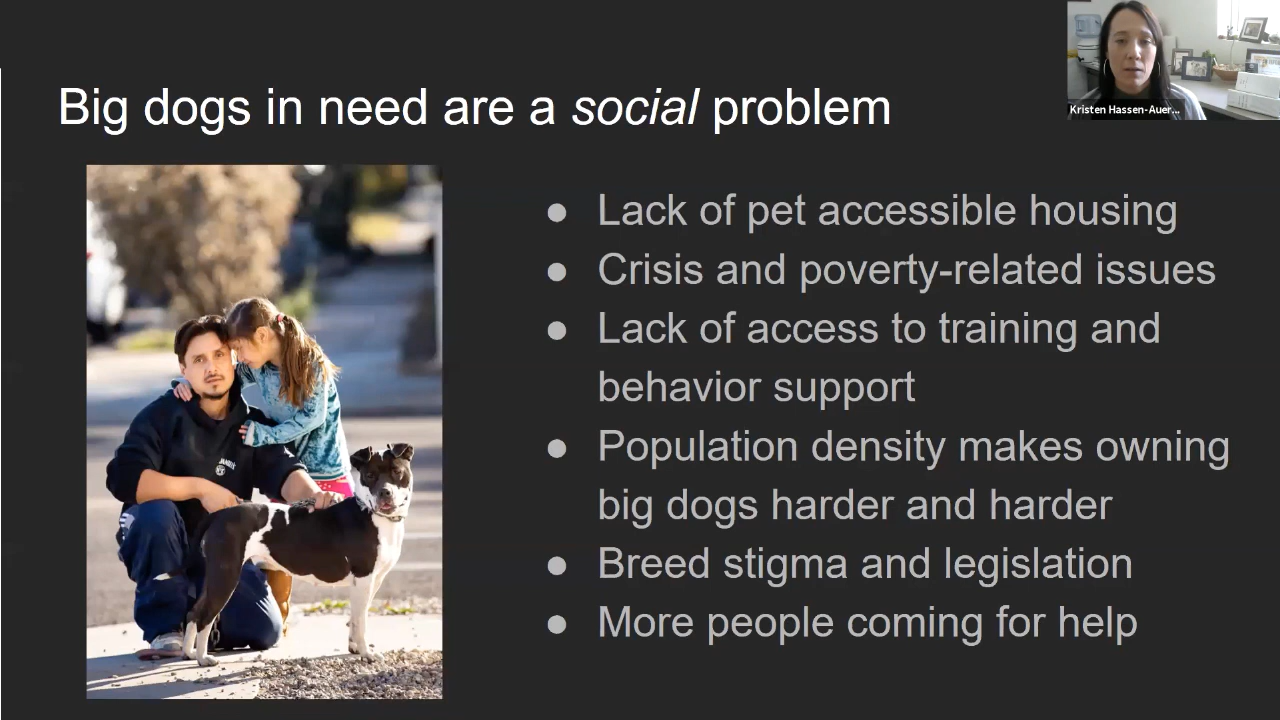 Kristen Hassen-Auer...
Big dogs in need are a social problem
● Lack of pet accessible housing
● Crisis and poverty-related issues
● Lack of access to training and
behavior support
● Population density makes owning
big dogs harder and harder
● Breed stigma and legislation
● More people coming for help